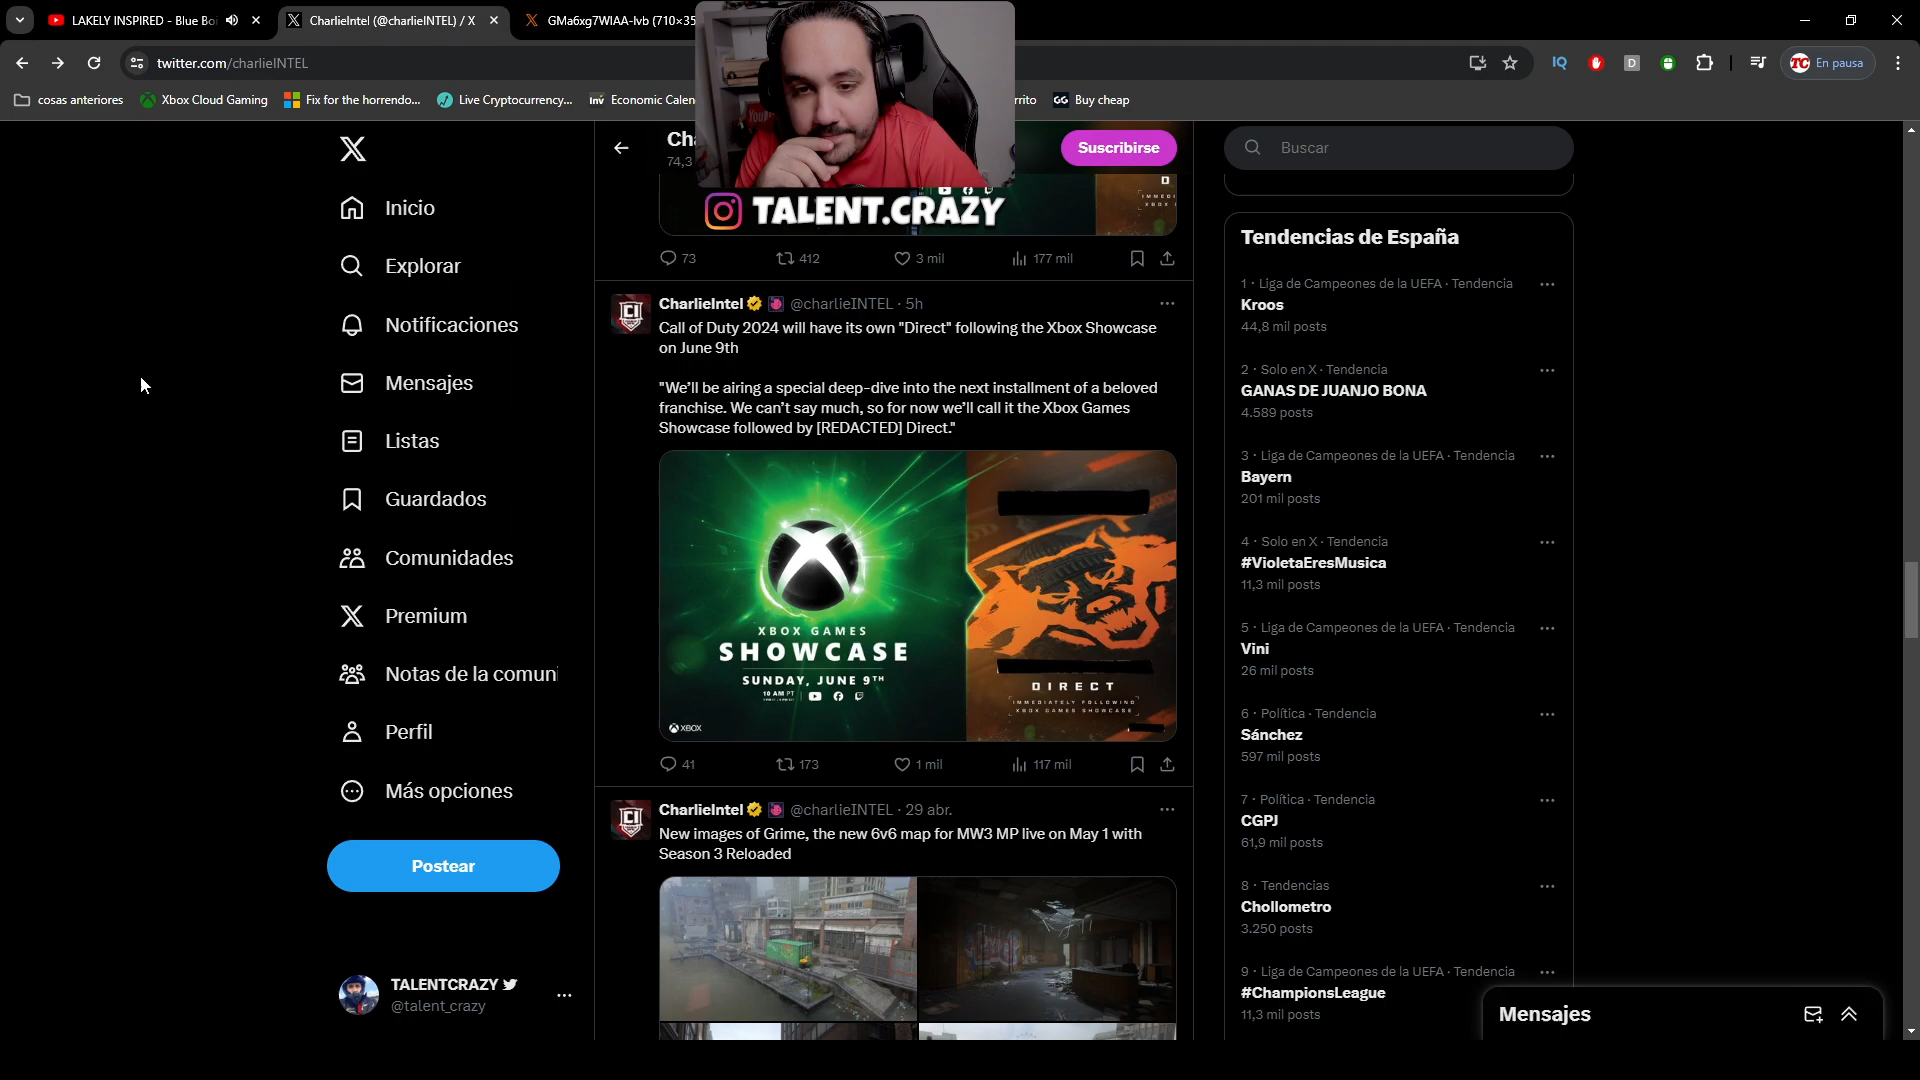 LAKELY INSPIRED - Blue Boi
CharlieIntel (@charlieINTEL) / X
GMa6xg7WIAA-lvb (710×35
twitter.com/charlieINTEL
En pausa
cosas anteriores
Xbox Cloud Gaming
Fix for the horrendo...
Live Cryptocurrency...
Economic Calen
rrito
Buy cheap
Inicio
Explorar
Notificaciones
Mensajes
Listas
Guardados
Comunidades
Premium
Notas de la comuni
Perfil
Más opciones
Postear
TALENTCRAZY
@talent_crazy
Cha
74,3
Suscribirse
TALENT.CRAZY
73 412 3 mil 177 mil
CharlieIntel @charlieINTEL · 5h
Call of Duty 2024 will have its own "Direct" following the Xbox Showcase
on June 9th
"We'll be airing a special deep-dive into the next installment of a beloved
franchise. We can't say much, so for now we'll call it the Xbox Games
Showcase followed by [REDACTED] Direct."
XBOX GAMES
SHOWCASE
SUNDAY, JUNE 9TH
10 AM PT
XBOX
DIRECT
IMMEDIATELY FOLLOWING
XBOX GAMES SHOWCASE
41 173 1 mil 117 mil
CharlieIntel @charlieINTEL · 29 abr.
New images of Grime, the new 6v6 map for MW3 MP live on May 1 with
Season 3 Reloaded
Buscar
Tendencias de España
1 · Liga de Campeones de la UEFA · Tendencia
Kroos
44,8 mil posts
2 · Solo en X · Tendencia
GANAS DE JUANJO BONA
4.589 posts
3 · Liga de Campeones de la UEFA · Tendencia
Bayern
201 mil posts
4 · Solo en X · Tendencia
#VioletaEresMusica
11,3 mil posts
5 · Liga de Campeones de la UEFA · Tendencia
Vini
26 mil posts
6 · Política · Tendencia
Sánchez
597 mil posts
7 · Política · Tendencia
CGPJ
61,9 mil posts
8 · Tendencias
Chollometro
3.250 posts
9 · Liga de Campeones de la UEFA · Tendencia
#ChampionsLeague
11,3 mil posts
Mensajes